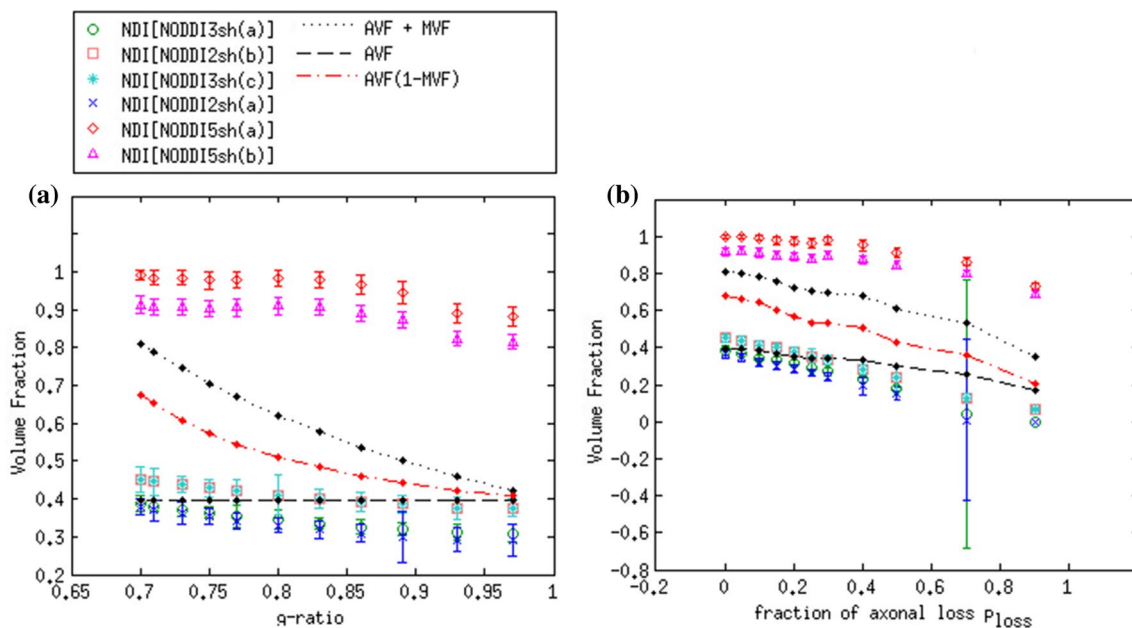 NDI[NODDI3sh(a)] AVF + MVF
NDI[NODDI2sh(b)] AVF
NDI[NODDI3sh(c)] AVF(1-MVF)
NDI[NODDI2sh(a)]
NDI[NODDI5sh(a)]
NDI[NODDI5sh(b)]
(a)
1
0.9
0.8
0.7
0.6
0.5
0.4
0.3
0.2
Volume Fraction
0.65 0.7 0.75 0.8 0.85 0.9 0.95 1
g-ratio
(b)
1
0.8
0.6
0.4
0.2
0
-0.2
-0.4
-0.6
-0.8
Volume Fraction
-0.2 0 0.2 0.4 0.6 0.8 1
fraction of axonal loss Ploss